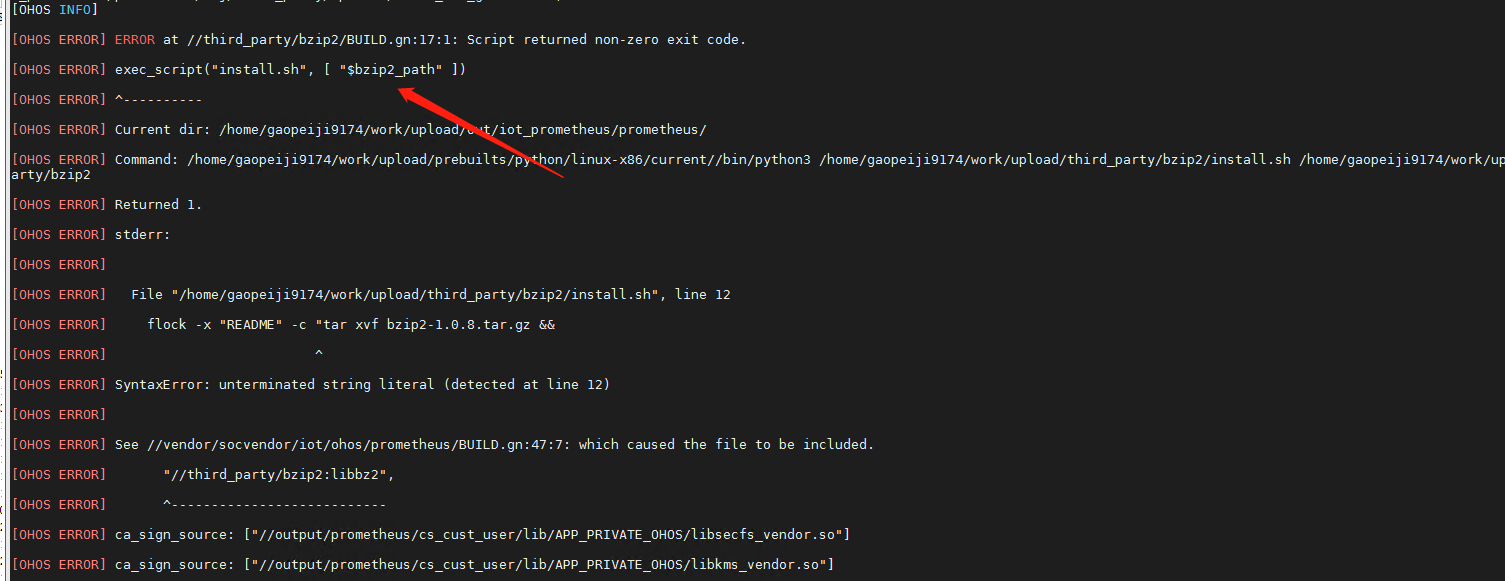 [OHOS INFO]
[OHOS ERROR] ERROR at //third_party/bzip2/BUILD.gn:17:1: Script returned non-zero exit code.
[OHOS ERROR] exec_script("install.sh", [ "$bzip2_path" ])
[OHOS ERROR] ^----------
[OHOS ERROR] Current dir: /home/gaopeiji9174/work/upload/out/iot_prometheus/prometheus/
[OHOS ERROR] Command: /home/gaopeiji9174/work/upload/prebuilts/python/linux-x86/current//bin/python3 /home/gaopeiji9174/work/upload/third_party/bzip2/install.sh /home/gaopeiji9174/work/up
arty/bzip2
[OHOS ERROR] Returned 1.
[OHOS ERROR] stderr:
[OHOS ERROR]
[OHOS ERROR]   File "/home/gaopeiji9174/work/upload/third_party/bzip2/install.sh", line 12
[OHOS ERROR]     flock -x "README" -c "tar xvf bzip2-1.0.8.tar.gz &&
[OHOS ERROR]                          ^
[OHOS ERROR] SyntaxError: unterminated string literal (detected at line 12)
[OHOS ERROR]
[OHOS ERROR] See //vendor/socvendor/iot/ohos/prometheus/BUILD.gn:47:7: which caused the file to be included.
[OHOS ERROR]       "//third_party/bzip2:libbz2",
[OHOS ERROR]       ^---------------------------
[OHOS ERROR] ca_sign_source: ["//output/prometheus/cs_cust_user/lib/APP_PRIVATE_OHOS/libsecfs_vendor.so"]
[OHOS ERROR] ca_sign_source: ["//output/prometheus/cs_cust_user/lib/APP_PRIVATE_OHOS/libkms_vendor.so"]